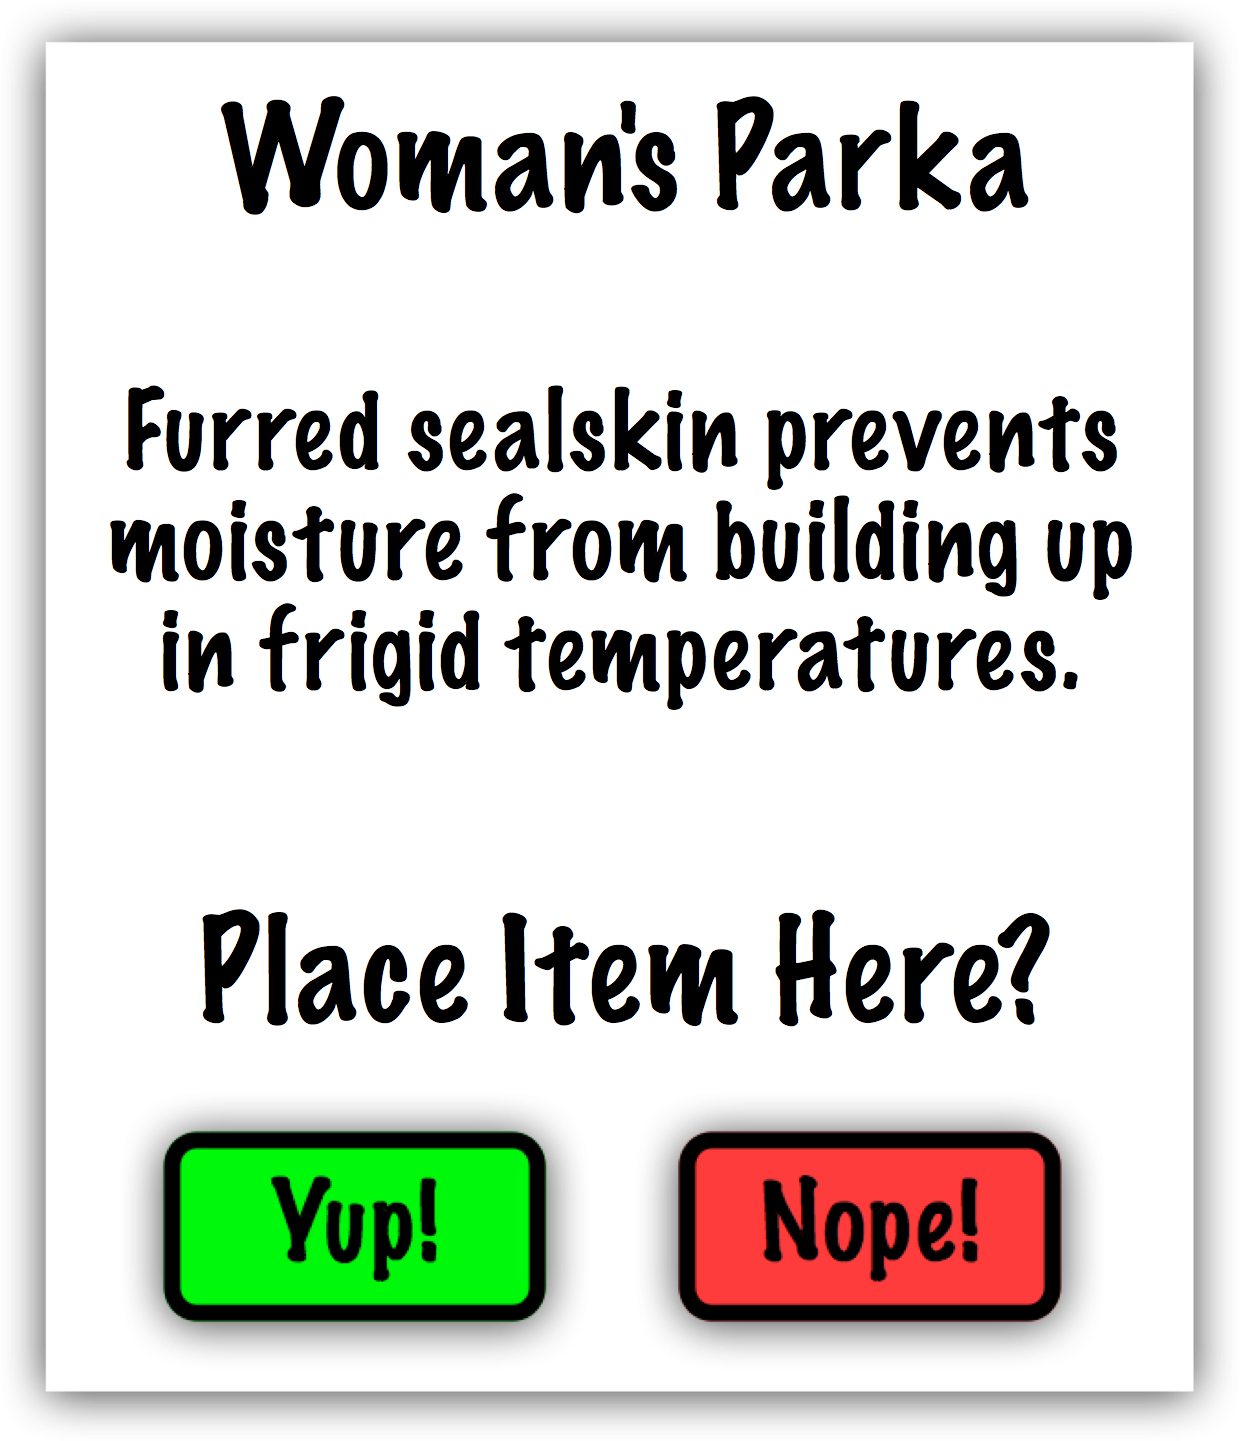 Woman's Parka
Furred sealskin prevents
moisture from building up
in frigid temperatures.
Place Item Here?
Yup!
Nope!